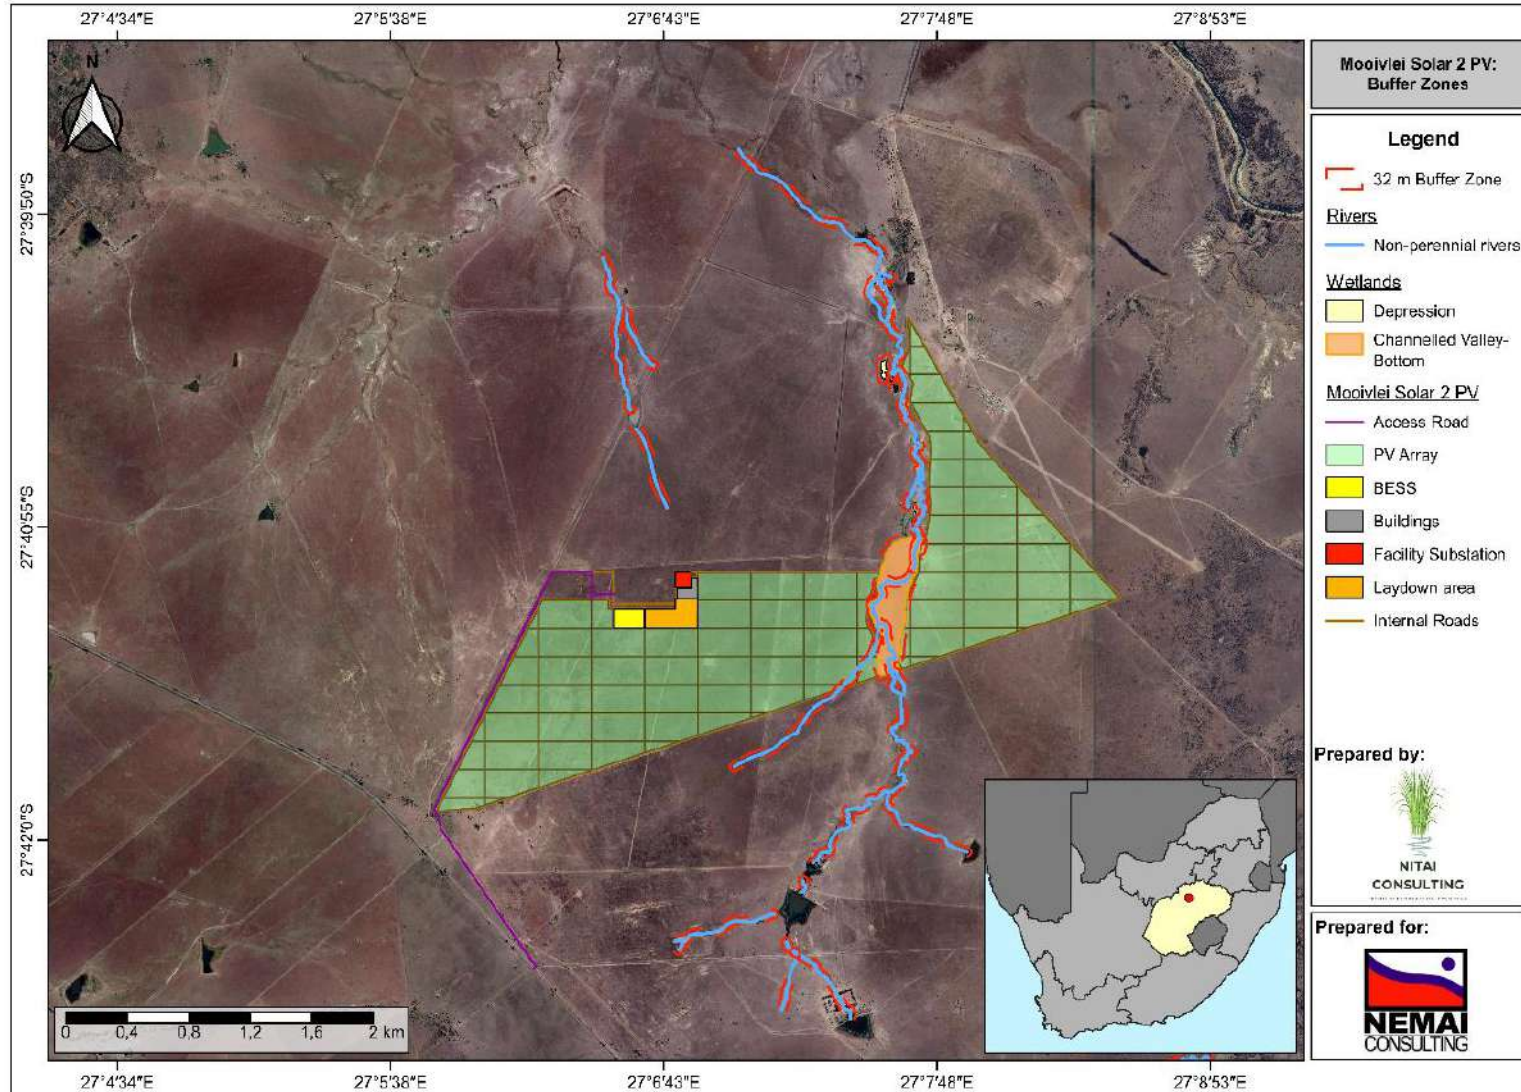 27°4'34"E 27°5'38"E 27°6'43"E 27°7'48"E 27°8'53"E
N
27°39'50"S
27°40'55"S
27°42'0"S
0 0,4 0,8 1,2 1,6 2 km
27°4'34"E 27°5'38"E 27°6'43"E 27°7'48"E 27°8'53"E
Mooivlei Solar 2 PV:
Buffer Zones
Legend
32 m Buffer Zone
Rivers
Non-perennial rivers
Wetlands
Depression
Channelled Valley-
Bottom
Mooivlei Solar 2 PV
Access Road
PV Array
BESS
Buildings
Facility Substation
Laydown area
Internal Roads
Prepared by:
NITAI
CONSULTING
Prepared for:
NEMAI
CONSULTING